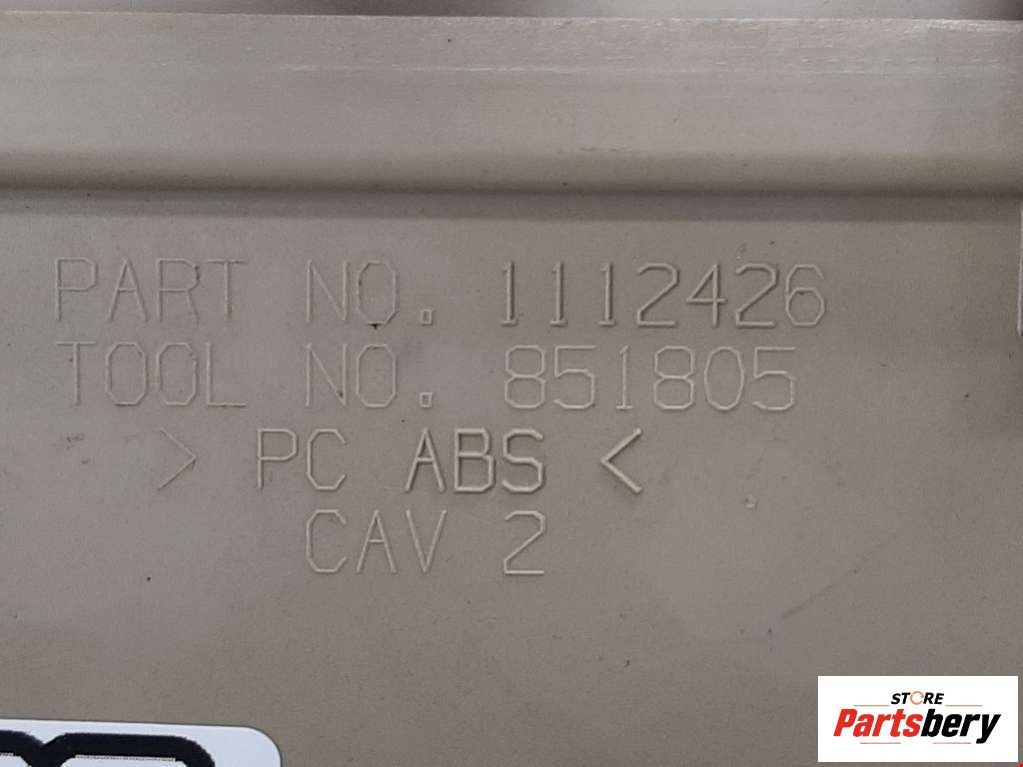 PART NO. 1112426
TOOL NO. 851805
> PC ABS <
CAV 2
STORE
Partsbery